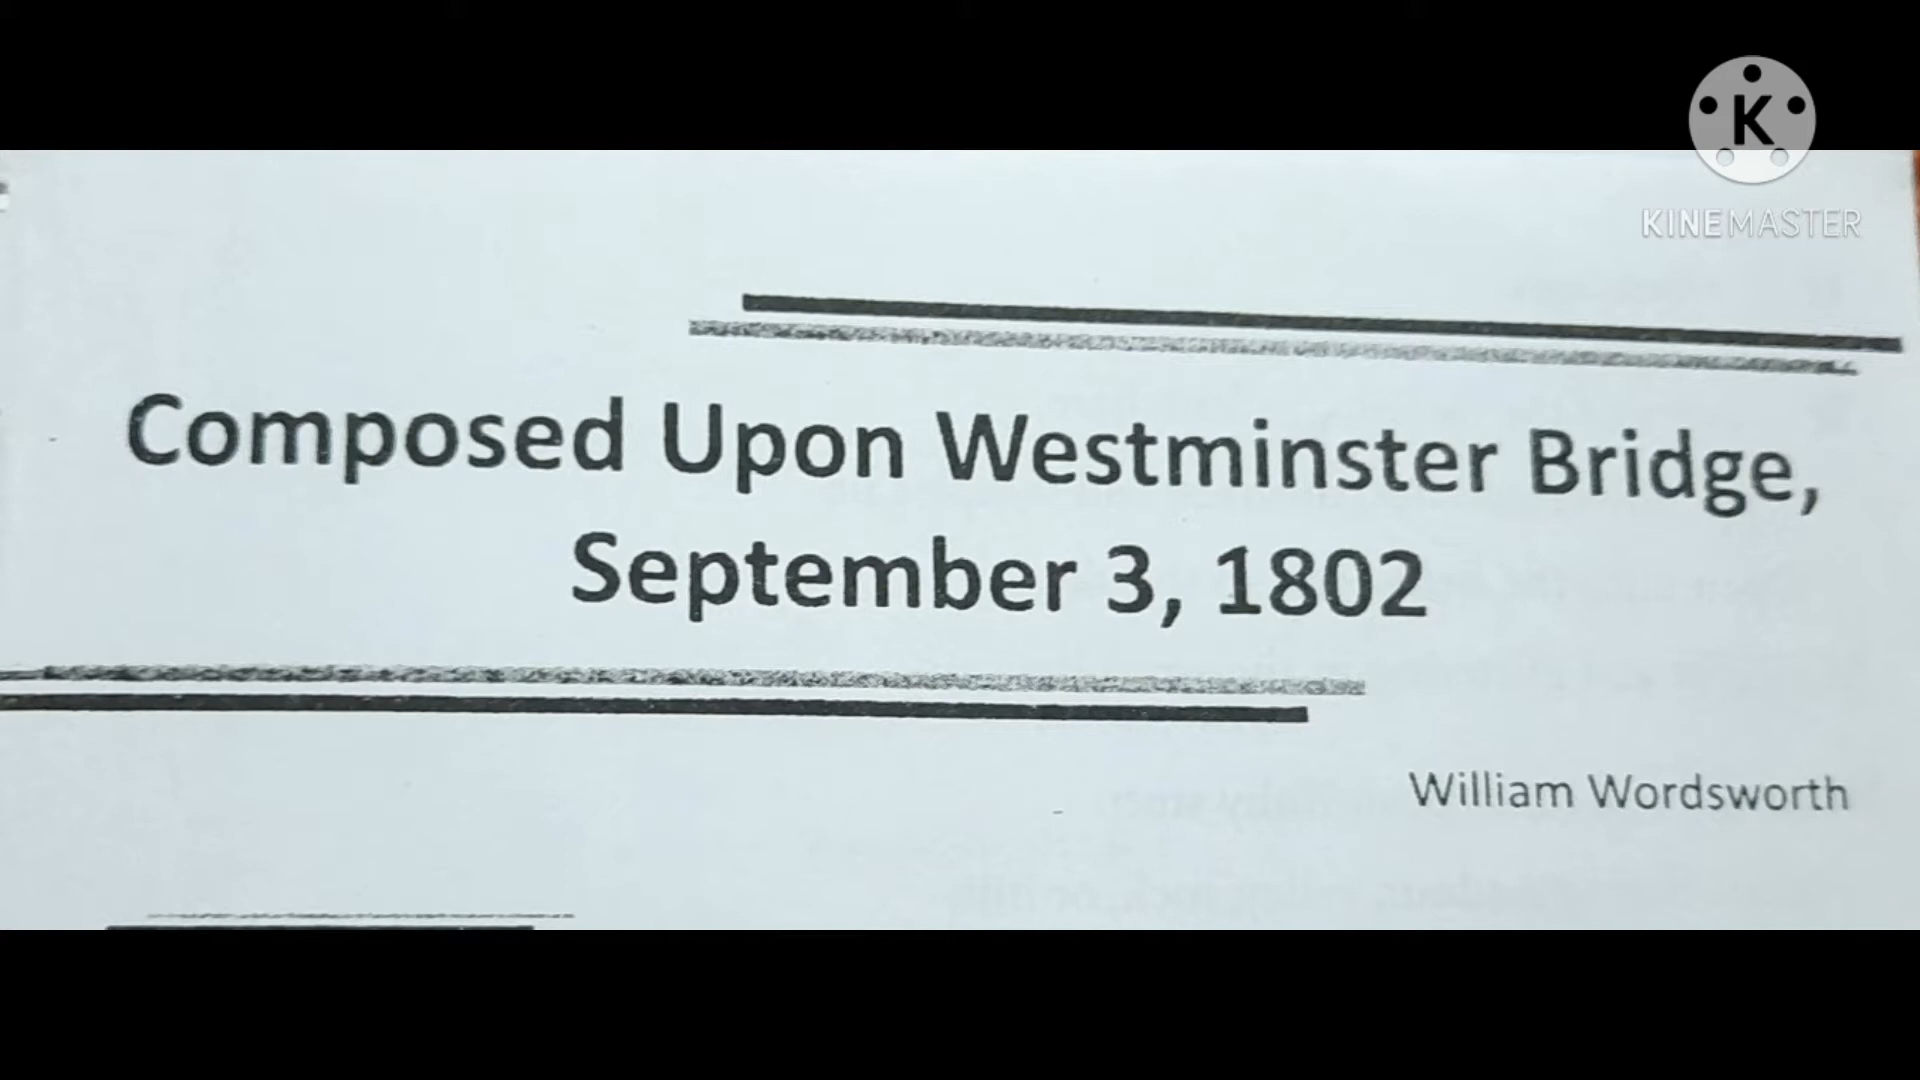 K
KINEMASTER
Composed Upon Westminster Bridge,
September 3, 1802
William Wordsworth